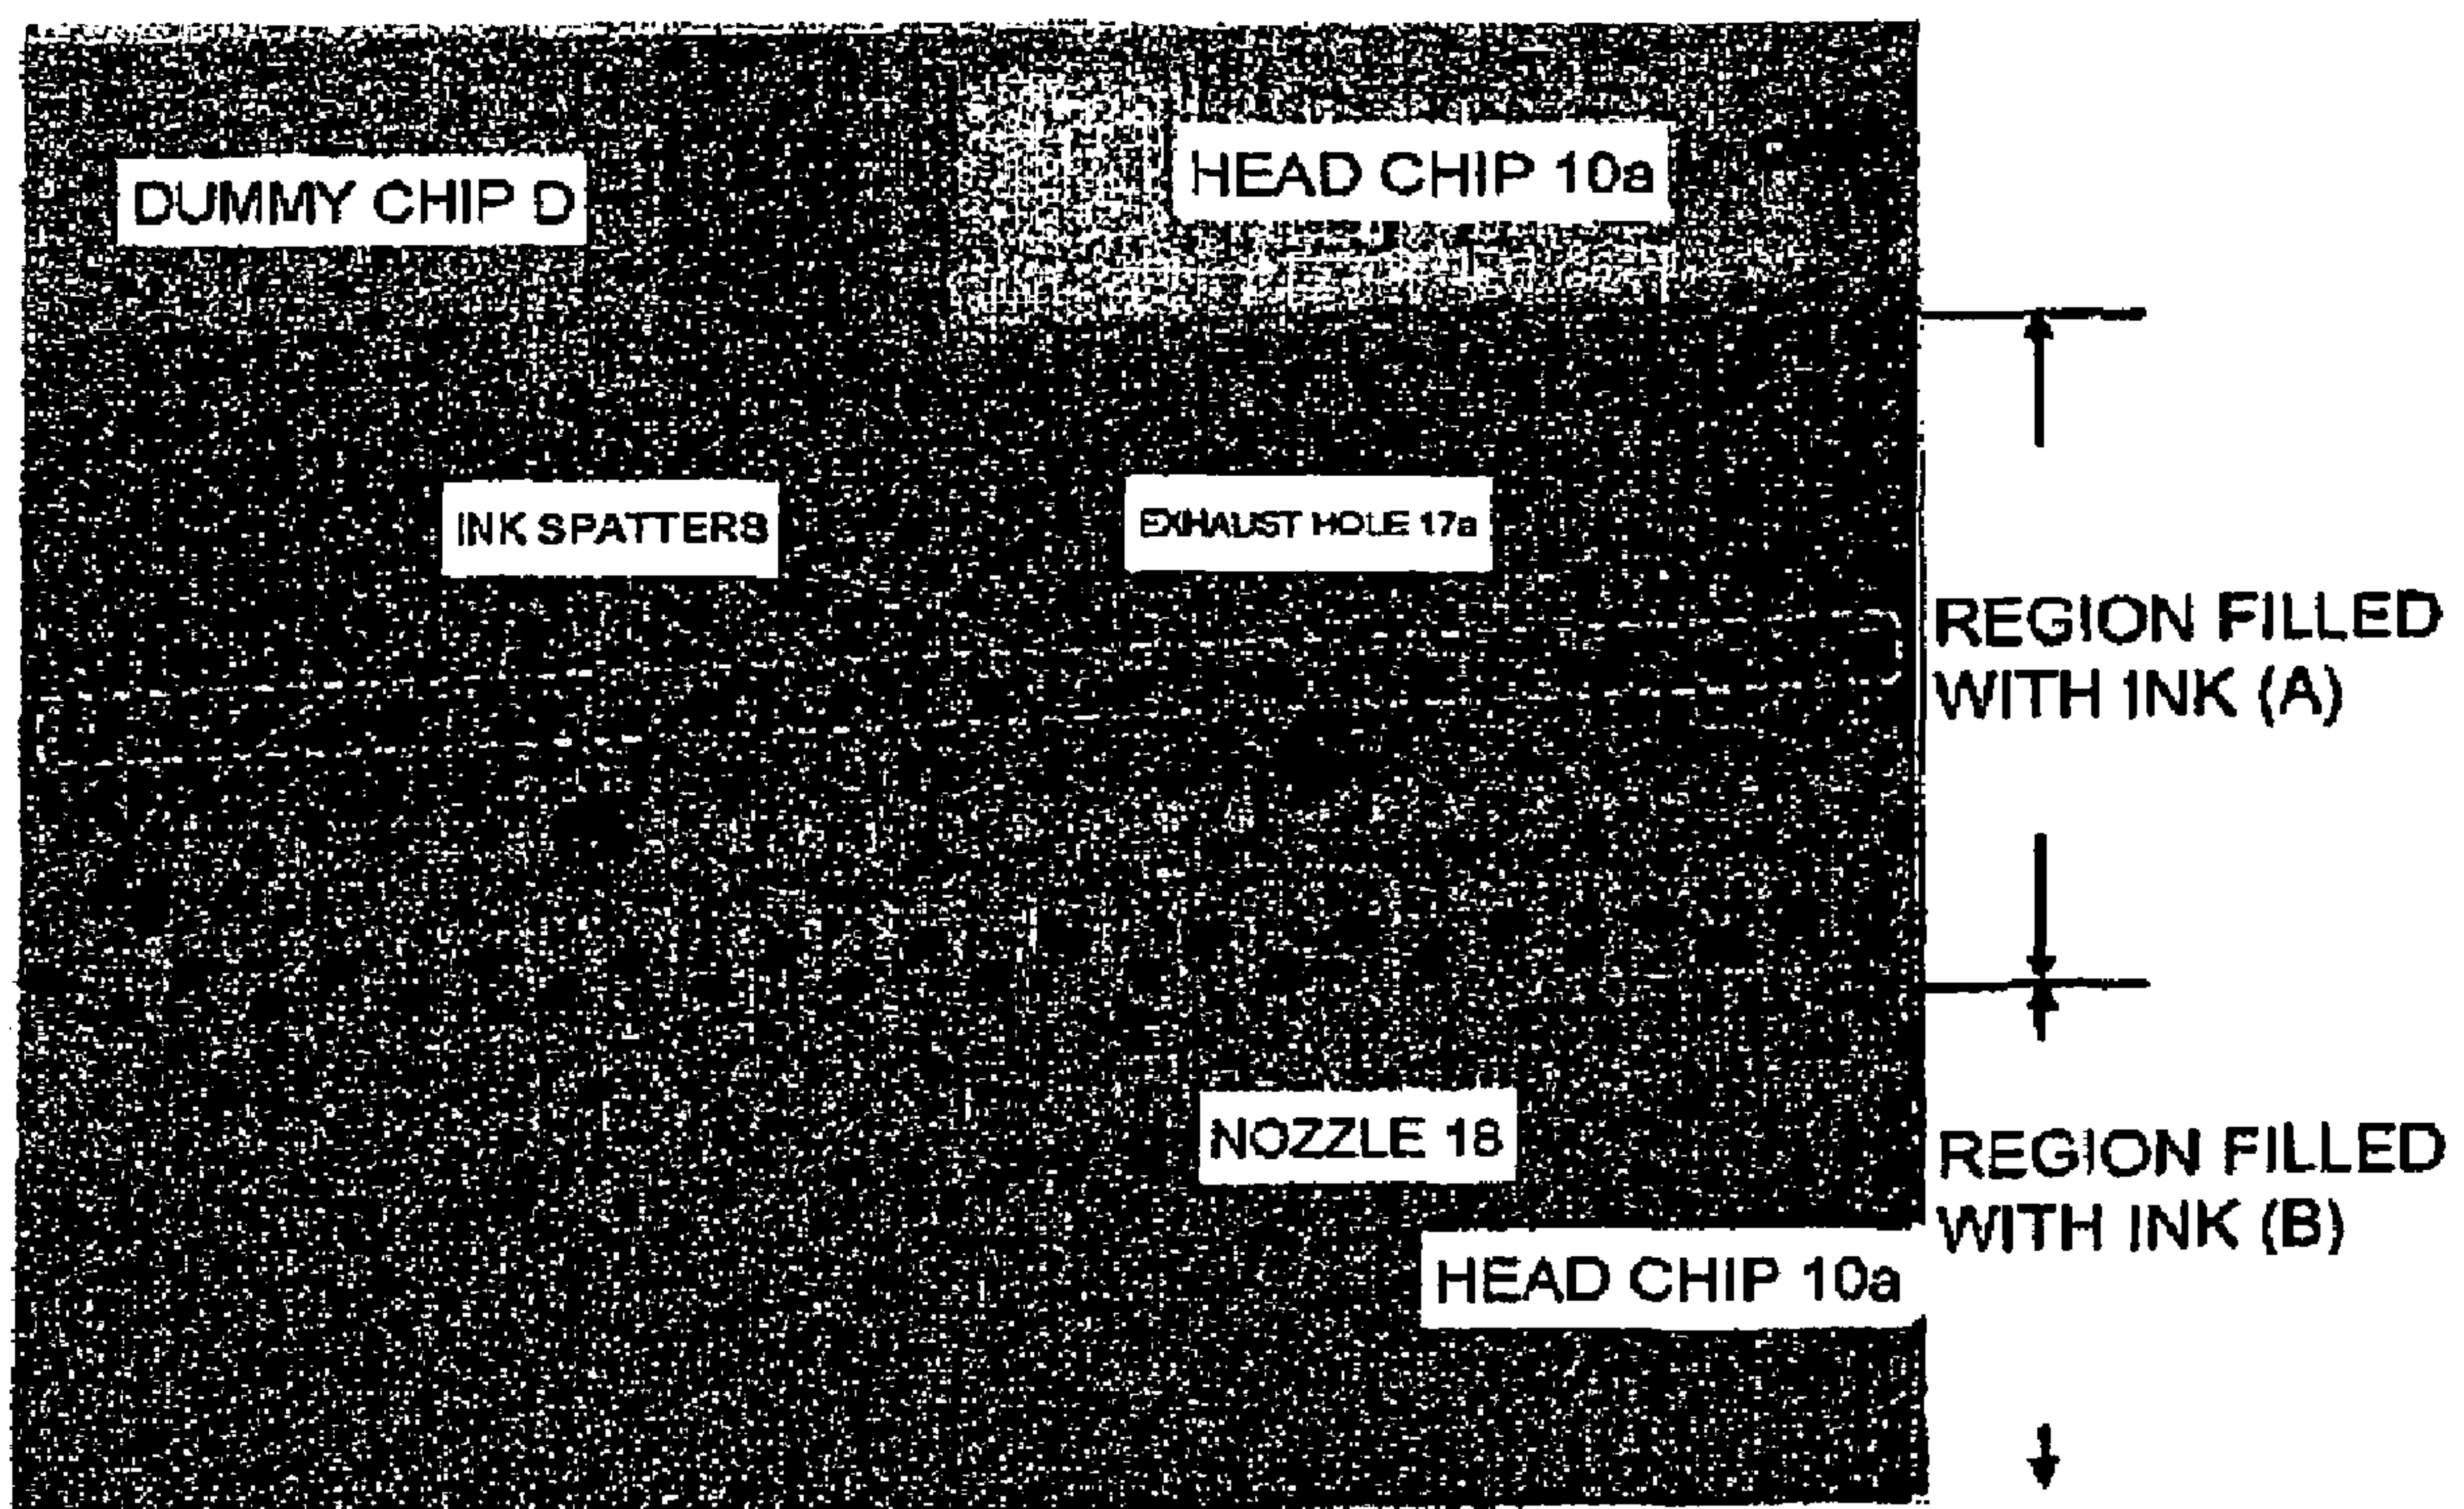 DUMMY CHIP D
HEAD CHIP 10a
INK SPATTERS
EXHAUST HOLE 17a
REGION FILLED
WITH INK (A)
NOZZLE 18
REGION FILLED
WITH INK (B)
HEAD CHIP 10a